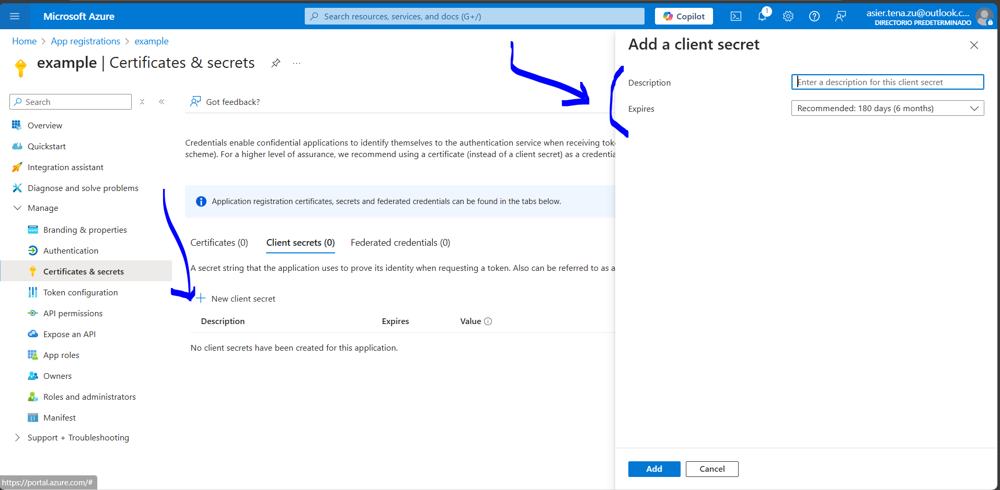 Microsoft Azure
Search resources, services, and docs (G+/)
Copilot
1
asier.tena.zu@outlook.c...
DIRECTORIO PREDETERMINADO
Home > App registrations > example
example | Certificates & secrets
...
Search
Got feedback?
Overview
Quickstart
Integration assistant
Diagnose and solve problems
Manage
Branding & properties
Authentication
Certificates & secrets
Token configuration
API permissions
Expose an API
App roles
Owners
Roles and administrators
Manifest
Support + Troubleshooting
Credentials enable confidential applications to identify themselves to the authentication service when receiving tok
scheme). For a higher level of assurance, we recommend using a certificate (instead of a client secret) as a credentia
Application registration certificates, secrets and federated credentials can be found in the tabs below.
Certificates (0) Client secrets (0) Federated credentials (0)
A secret string that the application uses to prove its identity when requesting a token. Also can be referred to as a
New client secret
Description Expires Value
No client secrets have been created for this application.
Add a client secret
Description
Enter a description for this client secret
Expires
Recommended: 180 days (6 months)
Add
Cancel
https://portal.azure.com/#